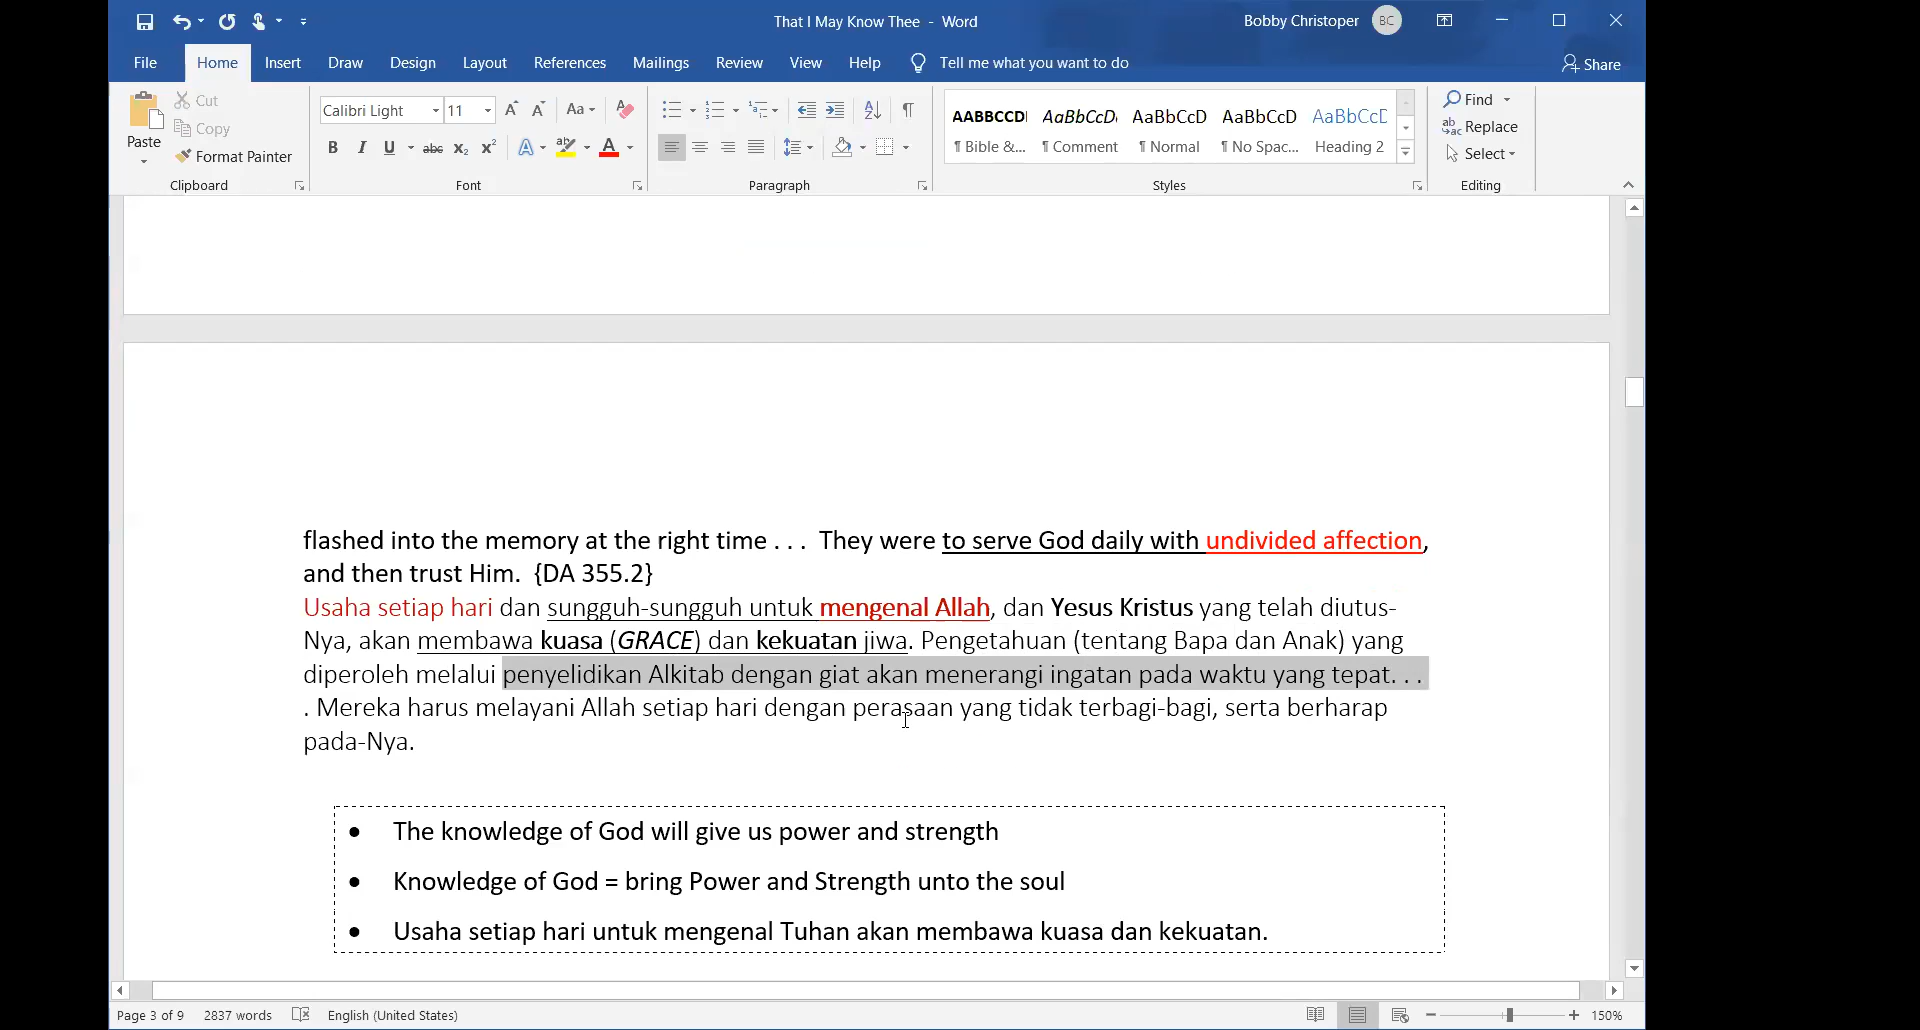 That I May Know Thee - Word
Bobby Christoper BC
File Home Insert Draw Design Layout References Mailings Review View Help Tell me what you want to do Share
Paste
Cut
Copy
Format Painter
Clipboard
Calibri Light 11
Font
Paragraph
AABBCCDI AaBbCcDı AaBbCcD AaBbCcD AaBbCcC
¶ Bible &... ¶ Comment ¶ Normal ¶ No Spac... Heading 2
Styles
Find
Replace
Select
Editing
flashed into the memory at the right time . . . They were to serve God daily with undivided affection,
and then trust Him. {DA 355.2}
Usaha setiap hari dan sungguh-sungguh untuk mengenal Allah, dan Yesus Kristus yang telah diutus-
Nya, akan membawa kuasa (GRACE) dan kekuatan jiwa. Pengetahuan (tentang Bapa dan Anak) yang
diperoleh melalui penyelidikan Alkitab dengan giat akan menerangi ingatan pada waktu yang tepat. . .
. Mereka harus melayani Allah setiap hari dengan perasaan yang tidak terbagi-bagi, serta berharap
pada-Nya.
• The knowledge of God will give us power and strength
• Knowledge of God = bring Power and Strength unto the soul
• Usaha setiap hari untuk mengenal Tuhan akan membawa kuasa dan kekuatan.
Page 3 of 9 2837 words English (United States) 150%